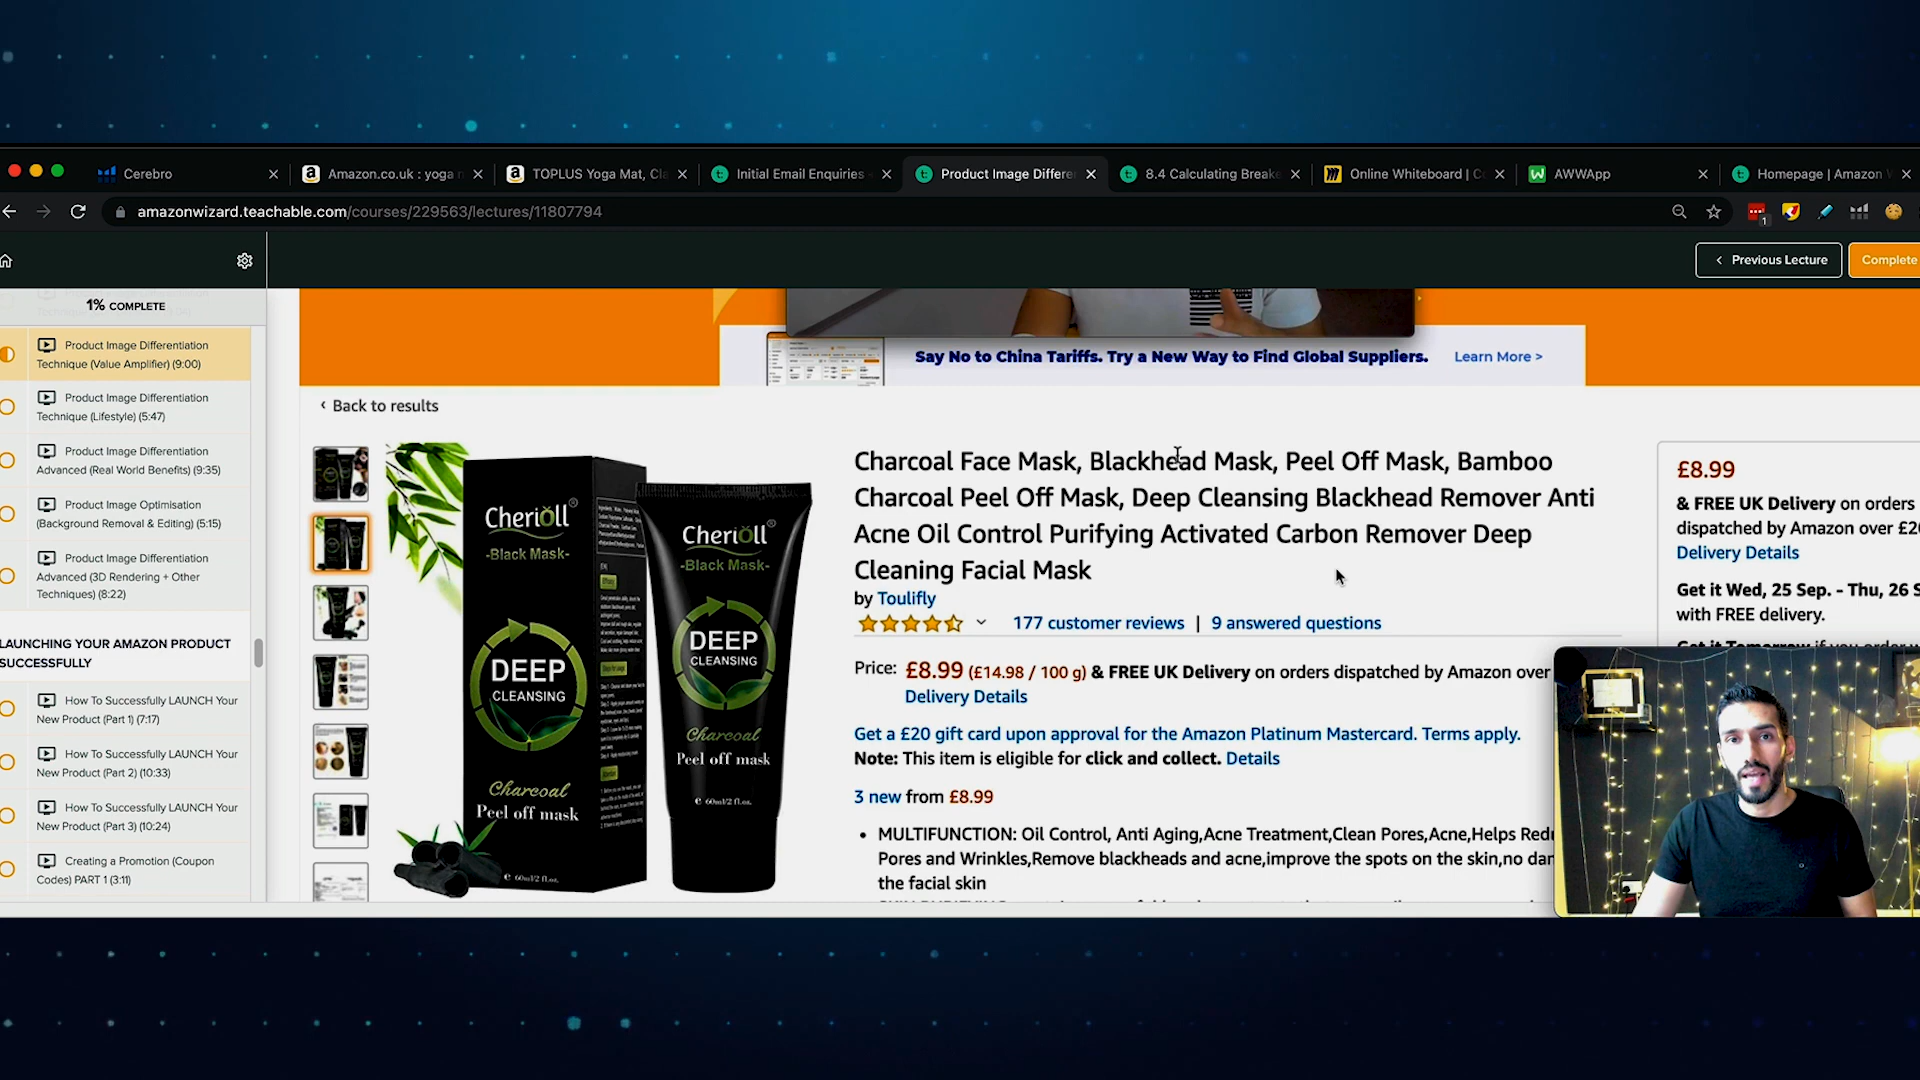 Cerebro
Amazon.co.uk : yoga m
TOPLUS Yoga Mat, Cla
Initial Email Enquiries
Product Image Differe
8.4 Calculating Breake
Online Whiteboard | C
AWWApp
Homepage | Amazon
amazonwizard.teachable.com/courses/229563/lectures/11807794
1
Previous Lecture
Complete
1% COMPLETE
Product Image Differentiation
Technique (Value Amplifier) (9:00)
Product Image Differentiation
Technique (Lifestyle) (5:47)
Product Image Differentiation
Advanced (Real World Benefits) (9:35)
Product Image Optimisation
(Background Removal & Editing) (5:15)
Product Image Differentiation
Advanced (3D Rendering + Other
Techniques) (8:22)
LAUNCHING YOUR AMAZON PRODUCT
SUCCESSFULLY
How To Successfully LAUNCH Your
New Product (Part 1) (7:17)
How To Successfully LAUNCH Your
New Product (Part 2) (10:33)
How To Successfully LAUNCH Your
New Product (Part 3) (10:24)
Creating a Promotion (Coupon
Codes) PART 1 (3:11)
Say No to China Tariffs. Try a New Way to Find Global Suppliers. Learn More >
‹ Back to results
Cherioll®
-Black Mask-
DEEP
CLEANSING
Charcoal
Peel off mask
e 60ml/2 fl.oz.
Cherioll®
-Black Mask-
DEEP
CLEANSING
Charcoal
Peel off mask
e 60ml/2 fl.oz.
Charcoal Face Mask, Blackhead Mask, Peel Off Mask, Bamboo
Charcoal Peel Off Mask, Deep Cleansing Blackhead Remover Anti
Acne Oil Control Purifying Activated Carbon Remover Deep
Cleaning Facial Mask
by Toulifly
177 customer reviews | 9 answered questions
Price: £8.99 (£14.98 / 100 g) & FREE UK Delivery on orders dispatched by Amazon over
Delivery Details
Get a £20 gift card upon approval for the Amazon Platinum Mastercard. Terms apply.
Note: This item is eligible for click and collect. Details
3 new from £8.99
• MULTIFUNCTION: Oil Control, Anti Aging,Acne Treatment,Clean Pores,Acne,Helps Redu
Pores and Wrinkles,Remove blackheads and acne,improve the spots on the skin,no dam
the facial skin
£8.99
& FREE UK Delivery on orders
dispatched by Amazon over £20
Delivery Details
Get it Wed, 25 Sep. - Thu, 26 S
with FREE delivery.